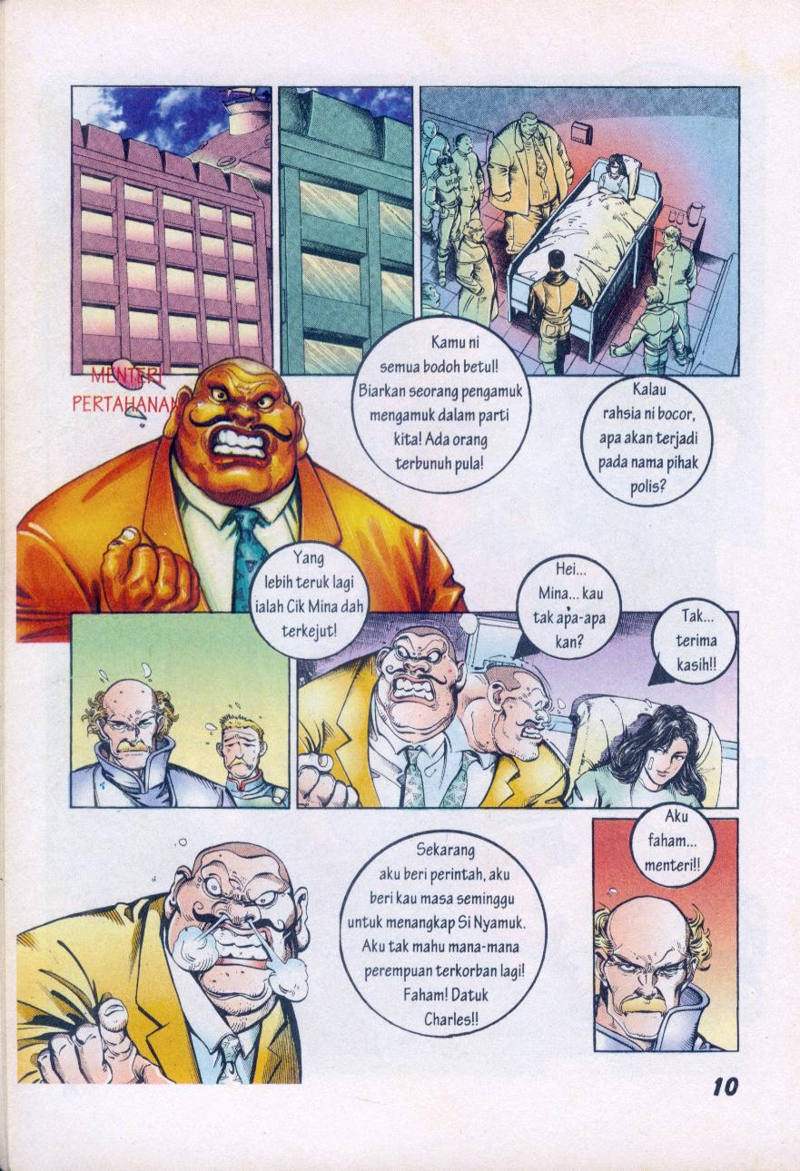 MENTERI
PERTAHANAN
Kamu ni
semua bodoh betul!
Biarkan seorang pengamuk
mengamuk dalam parti
kita! Ada orang
terbunuh pula!
Kalau
rahsia ni bocor,
apa akan terjadi
pada nama pihak
polis?
Yang
lebih teruk lagi
ialah Cik Mina dah
terkejut!
Hei...
Mina... kau
tak apa-apa
kan?
Tak...
terima
kasih!!
Sekarang
aku beri perintah, aku
beri kau masa seminggu
untuk menangkap Si Nyamuk.
Aku tak mahu mana-mana
perempuan terkorban lagi!
Faham! Datuk
Charles!!
Aku
faham...
menteri!!
10